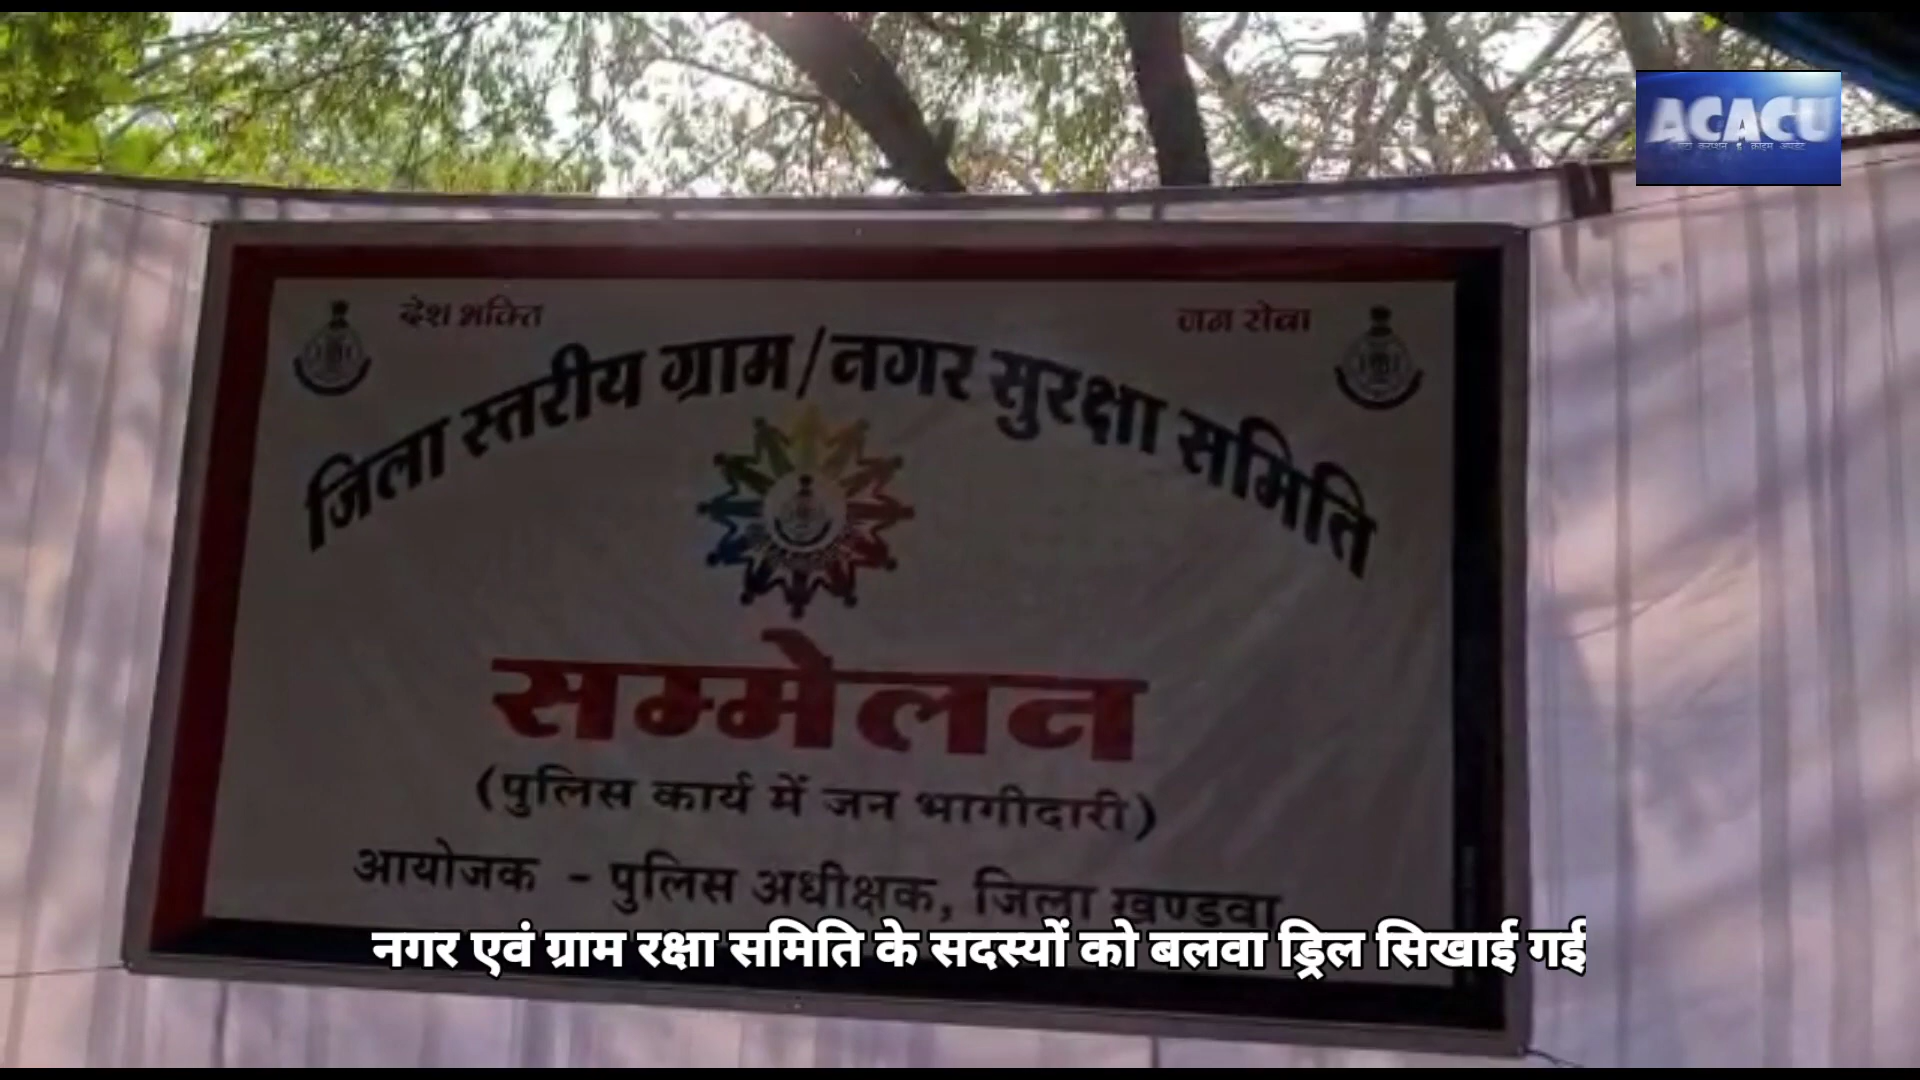 ACACU
देश भक्ति
जन सेवा
जिला स्तरीय ग्राम/नगर सुरक्षा समिति
सम्मेलन
(पुलिस कार्य में जन भागीदारी)
आयोजक - पुलिस अधीक्षक, जिला खण्डवा
नगर एवं ग्राम रक्षा समिति के सदस्यों को बलवा ड्रिल सिखाई गई